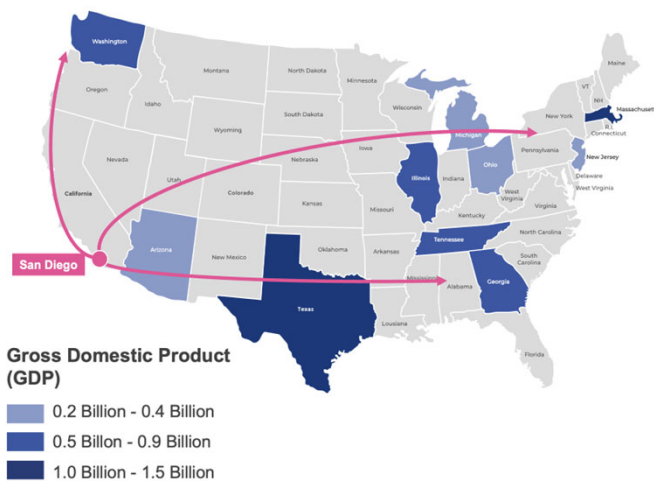 Washington
Montana
North Dakota
Minnesota
Maine
VT
NH
Oregon
Idaho
South Dakota
Wisconsin
Michigan
New York
Massachuset
R.I.
Connecticut
Wyoming
Nebraska
Iowa
Pennsylvania
New Jersey
Nevada
Utah
Colorado
Illinois
Indiana
Ohio
Delaware
West Virginia
California
Kansas
Missouri
Kentucky
West
Virginia
Virginia
San Diego
Arizona
New Mexico
Oklahoma
Arkansas
Tennessee
North Carolina
South
Carolina
Texas
Louisiana
Mississippi
Alabama
Georgia
Florida
Gross Domestic Product
(GDP)
0.2 Billion - 0.4 Billion
0.5 Billon - 0.9 Billion
1.0 Billion - 1.5 Billion